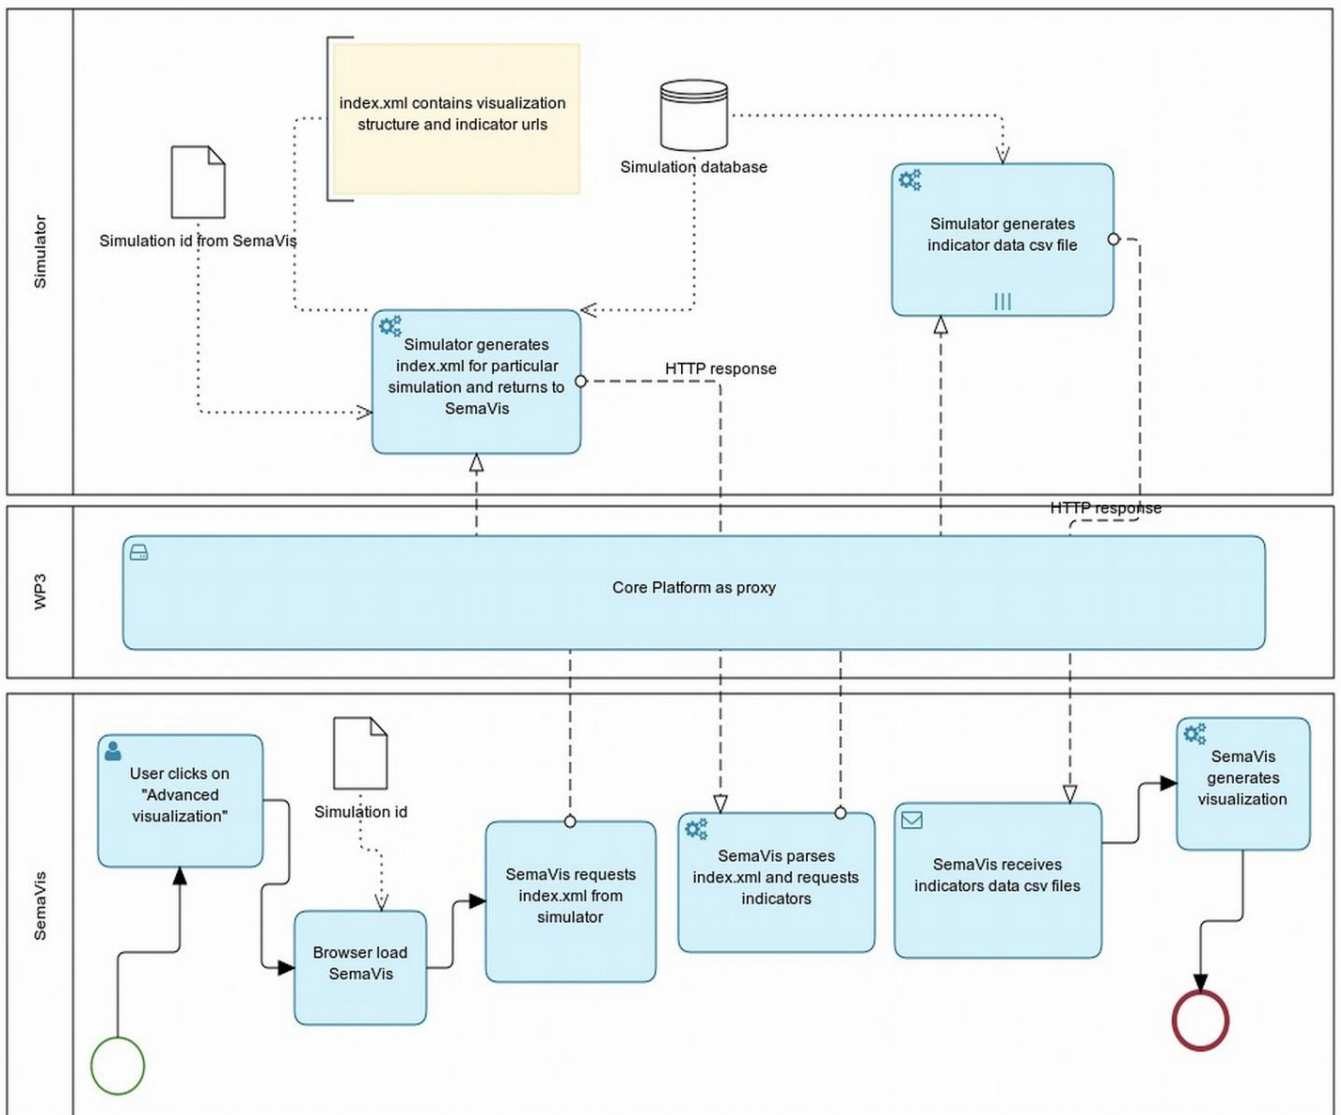 Simulator
index.xml contains visualization
structure and indicator urls
Simulation database
Simulation id from SemaVis
Simulator generates
indicator data csv file
Simulator generates
index.xml for particular
simulation and returns to
SemaVis
HTTP response
HTTP response
WP3
Core Platform as proxy
SemaVis
User clicks on
"Advanced
visualization"
Simulation id
Browser load
SemaVis
SemaVis requests
index.xml from
simulator
SemaVis parses
index.xml and requests
indicators
SemaVis receives
indicators data csv files
SemaVis
generates
visualization